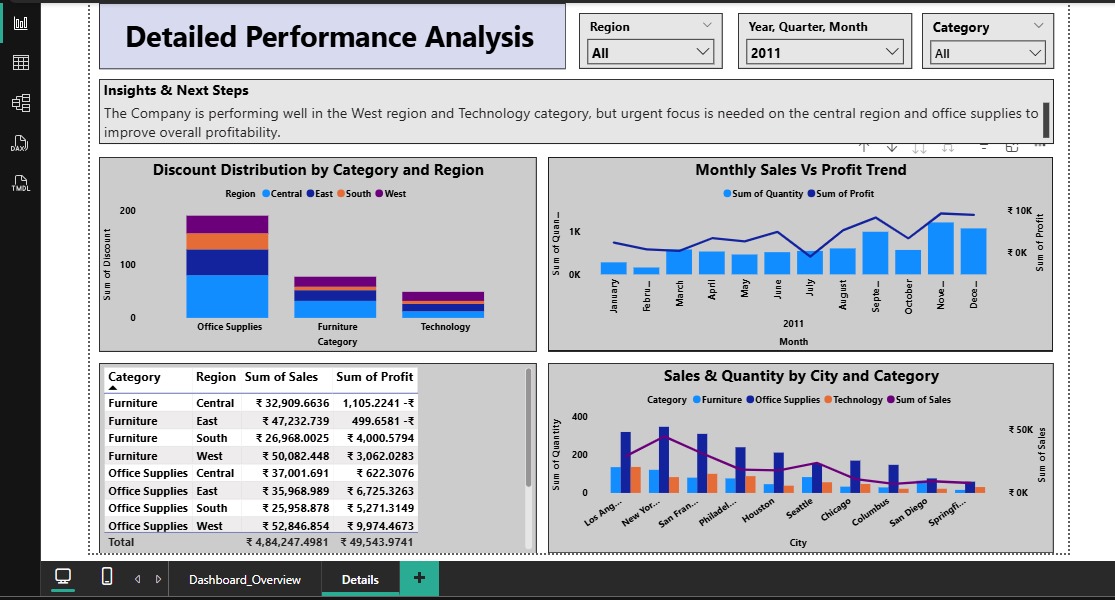 Detailed Performance Analysis
Region
All
Year, Quarter, Month
2011
Category
All
Insights & Next Steps
The Company is performing well in the West region and Technology category, but urgent focus is needed on the central region and office supplies to
improve overall profitability.
DAX
TMDL
Discount Distribution by Category and Region
Region Central East South West
200
100
0
Sum of Discount
Office Supplies Furniture Technology
Category
Monthly Sales Vs Profit Trend
Sum of Quantity Sum of Profit
1K
0K
Sum of Quan...
₹ 10K
₹ 0K
Sum of Profit
January Febru... March April May June July August Septe... October Nove... Dece...
2011
Month
Category Region Sum of Sales Sum of Profit
Furniture Central ₹ 32,909.6636 1,105.2241 -₹
Furniture East ₹ 47,232.739 499.6581 -₹
Furniture South ₹ 26,968.0025 ₹ 4,000.5794
Furniture West ₹ 50,082.448 ₹ 3,062.0283
Office Supplies Central ₹ 37,001.691 ₹ 622.3076
Office Supplies East ₹ 35,968.989 ₹ 6,725.3263
Office Supplies South ₹ 25,958.878 ₹ 5,271.3149
Office Supplies West ₹ 52,846.854 ₹ 9,974.4673
Total ₹ 4,84,247.4981 ₹ 49,543.9741
Sales & Quantity by City and Category
Category Furniture Office Supplies Technology Sum of Sales
400
200
0
Sum of Quantity
₹ 50K
₹ 0K
Sum of Sales
Los Ang... New Yor... San Fran... Philadel... Houston Seattle Chicago Columbus San Diego Springfi...
City
Dashboard_Overview
Details
+